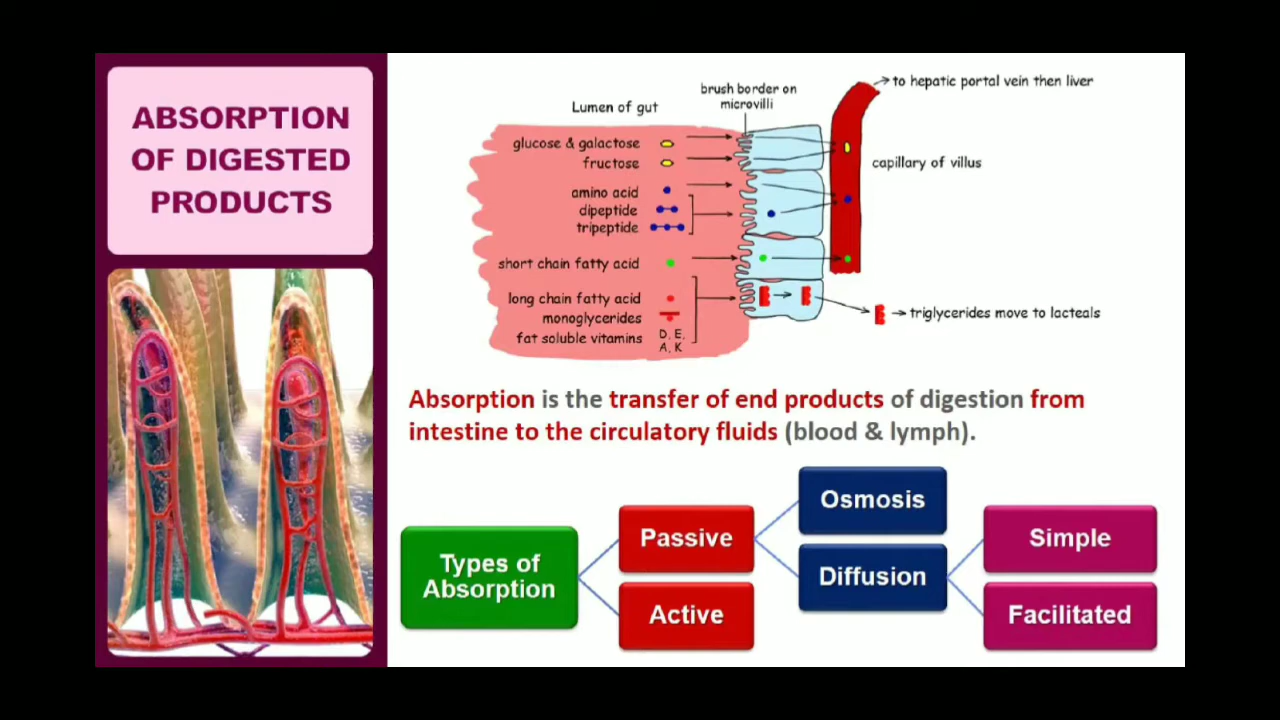 ABSORPTION
OF DIGESTED
PRODUCTS
Lumen of gut
brush border on
microvilli
to hepatic portal vein then liver
glucose & galactose
fructose
capillary of villus
amino acid
dipeptide
tripeptide
short chain fatty acid
long chain fatty acid
monoglycerides
fat soluble vitamins
D, E,
A, K
triglycerides move to lacteals
Absorption is the transfer of end products of digestion from
intestine to the circulatory fluids (blood & lymph).
Types of
Absorption
Passive
Active
Osmosis
Diffusion
Simple
Facilitated